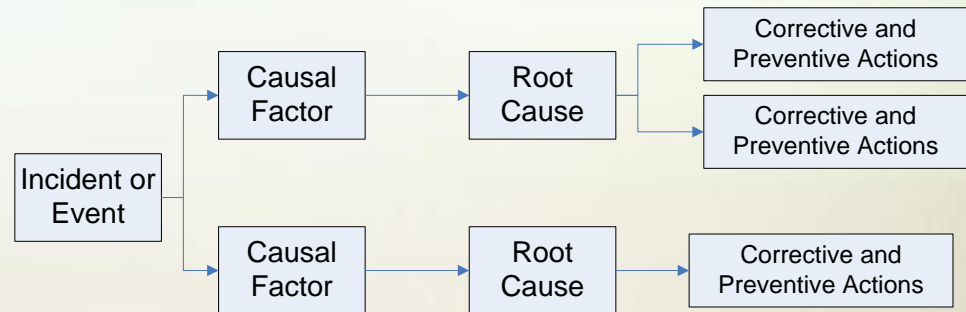 Incident or
Event
Causal
Factor
Root
Cause
Corrective and
Preventive Actions
Corrective and
Preventive Actions
Causal
Factor
Root
Cause
Corrective and
Preventive Actions